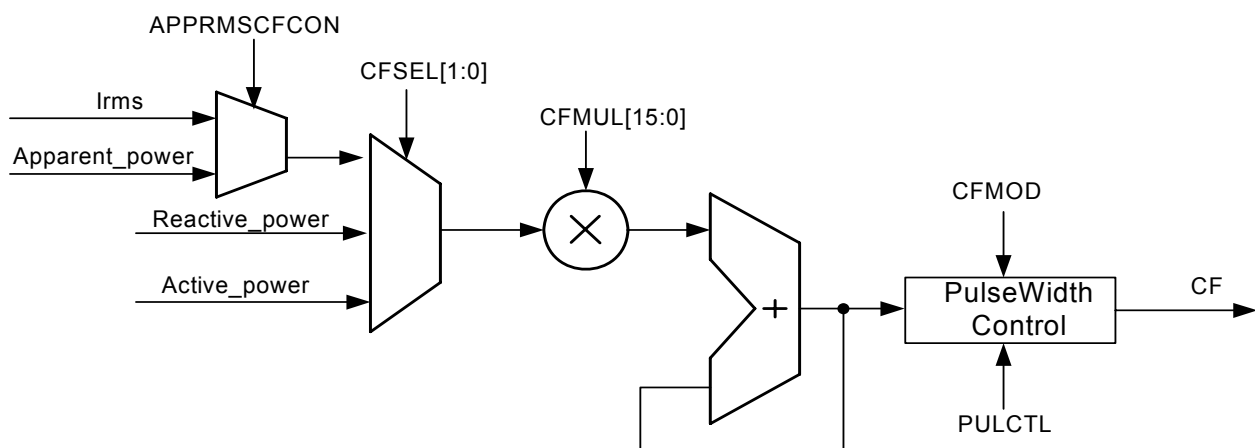 APPRMSCFCON
CFSEL[1:0]
Irms
CFMUL[15:0]
Apparent_power
CFMOD
Reactive_power
Active_power
+
PulseWidth
Control
CF
PULCTL